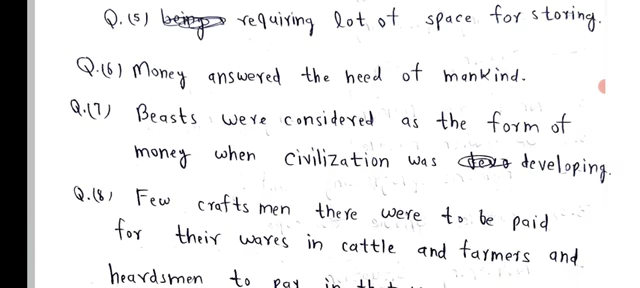 Q.(5) being requiring lot of space for storing.
Q.(6) Money answered the need of mankind.
Q.(7) Beasts were considered as the form of
money when civilization was developing.
Q.(8) Few crafts men there were to be paid
for their wares in cattle and farmers and
heardsmen to pay in